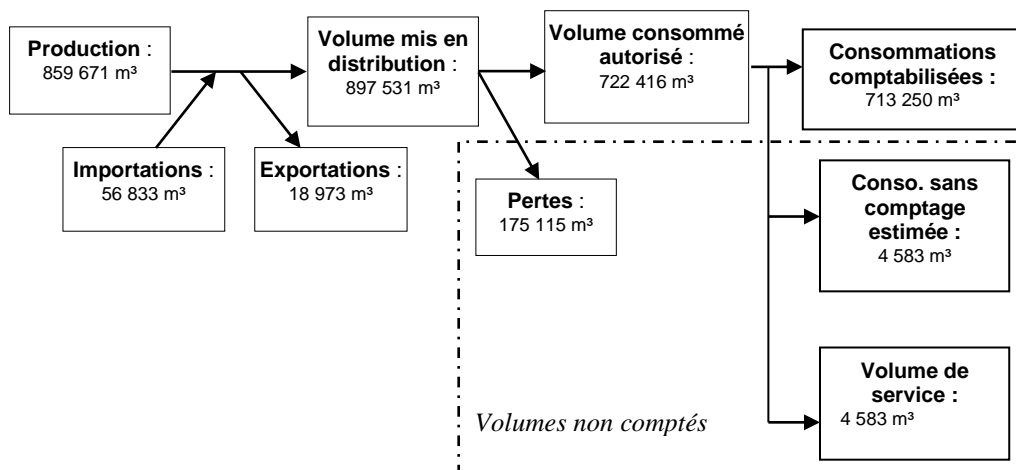 Production :
859 671 m³
Volume mis en
distribution :
897 531 m³
Volume consommé
autorisé :
722 416 m³
Consommations
comptabilisées :
713 250 m³
Importations :
56 833 m³
Exportations :
18 973 m³
Pertes :
175 115 m³
Conso. sans
comptage
estimée :
4 583 m³
Volume de
service :
4 583 m³
Volumes non comptés